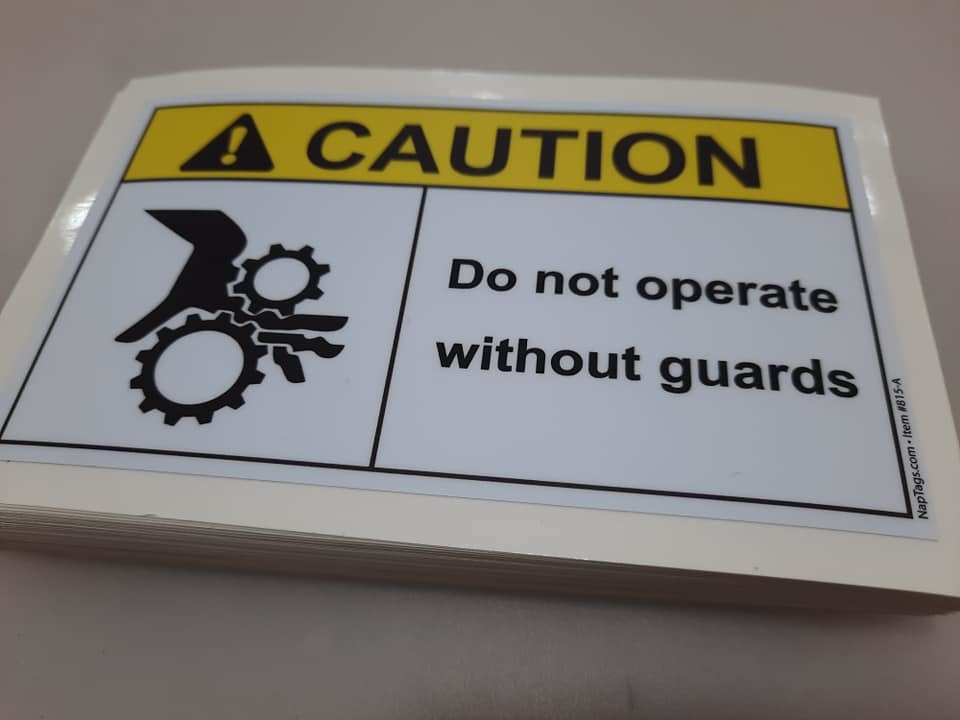 CAUTION
Do not operate
without guards
NapTags.com • Item #815-A